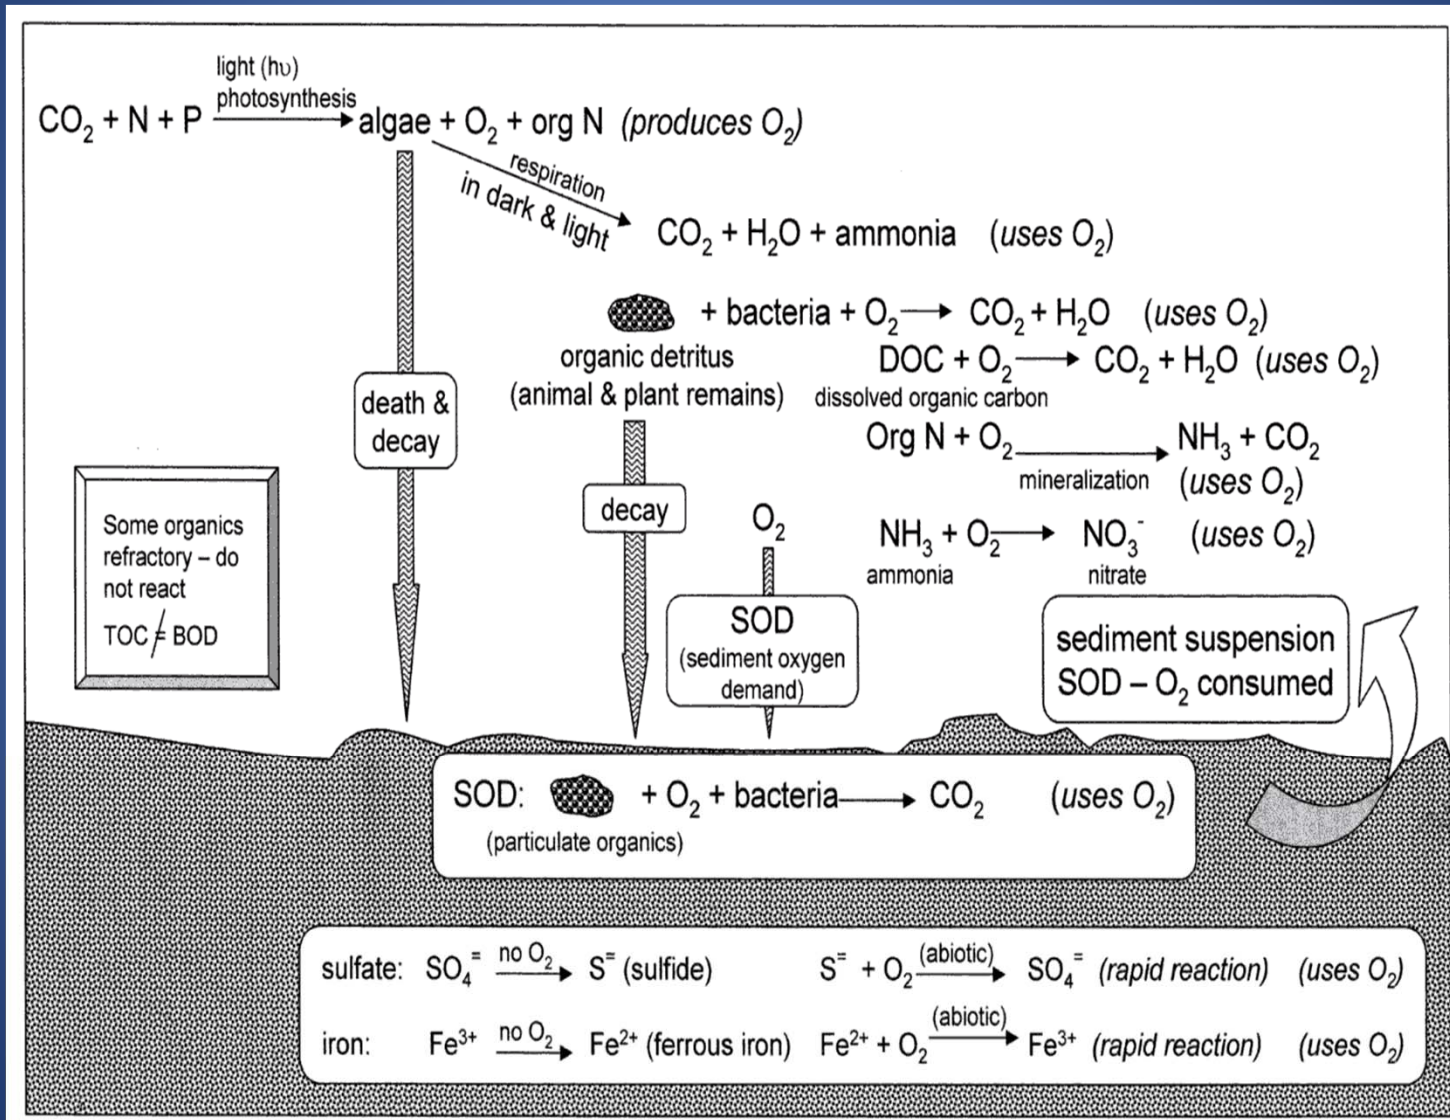 light (hυ)
photosynthesis
CO₂ + N + P → algae + O₂ + org N (produces O₂)
respiration
in dark & light
CO₂ + H₂O + ammonia (uses O₂)
+ bacteria + O₂ → CO₂ + H₂O (uses O₂)
organic detritus
(animal & plant remains)
DOC + O₂ → CO₂ + H₂O (uses O₂)
dissolved organic carbon
Org N + O₂ → NH₃ + CO₂
mineralization
(uses O₂)
NH₃ + O₂ → NO₃⁻ (uses O₂)
ammonia nitrate
death &
decay
decay
Some organics
refractory – do
not react
TOC ≠ BOD
O₂
SOD
(sediment oxygen
demand)
sediment suspension
SOD – O₂ consumed
SOD: + O₂ + bacteria → CO₂ (uses O₂)
(particulate organics)
sulfate: SO₄⁼ no O₂ → S⁼ (sulfide) S⁼ + O₂ (abiotic) → SO₄⁼ (rapid reaction) (uses O₂)
iron: Fe³⁺ no O₂ → Fe²⁺ (ferrous iron) Fe²⁺ + O₂ (abiotic) → Fe³⁺ (rapid reaction) (uses O₂)